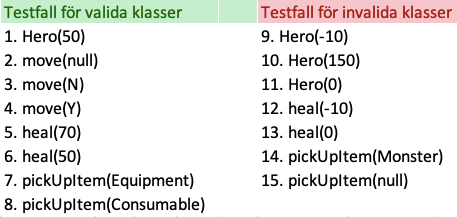 Testfall för valida klasser
1. Hero(50)
2. move(null)
3. move(N)
4. move(Y)
5. heal(70)
6. heal(50)
7. pickUpItem(Equipment)
8. pickUpItem(Consumable)
Testfall för invalida klasser
9. Hero(-10)
10. Hero(150)
11. Hero(0)
12. heal(-10)
13. heal(0)
14. pickUpItem(Monster)
15. pickUpItem(null)